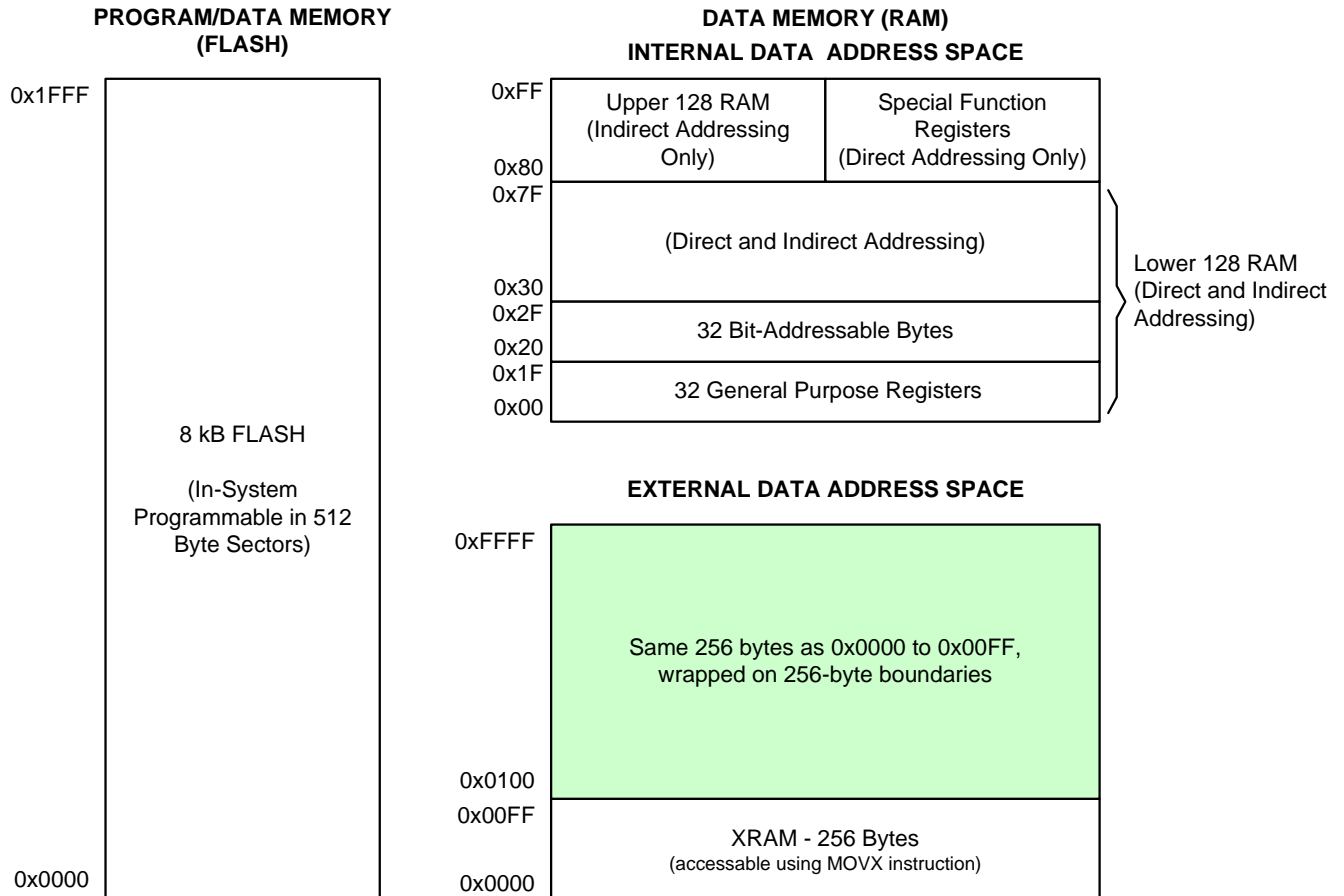 PROGRAM/DATA MEMORY
(FLASH)
0x1FFF
8 kB FLASH
(In-System
Programmable in 512
Byte Sectors)
0x0000
DATA MEMORY (RAM)
INTERNAL DATA ADDRESS SPACE
0xFF
Upper 128 RAM
(Indirect Addressing
Only)
Special Function
Registers
(Direct Addressing Only)
0x80
0x7F
(Direct and Indirect Addressing)
0x30
0x2F
32 Bit-Addressable Bytes
0x20
0x1F
32 General Purpose Registers
0x00
Lower 128 RAM
(Direct and Indirect
Addressing)
EXTERNAL DATA ADDRESS SPACE
0xFFFF
Same 256 bytes as 0x0000 to 0x00FF,
wrapped on 256-byte boundaries
0x0100
0x00FF
XRAM - 256 Bytes
(accessable using MOVX instruction)
0x0000